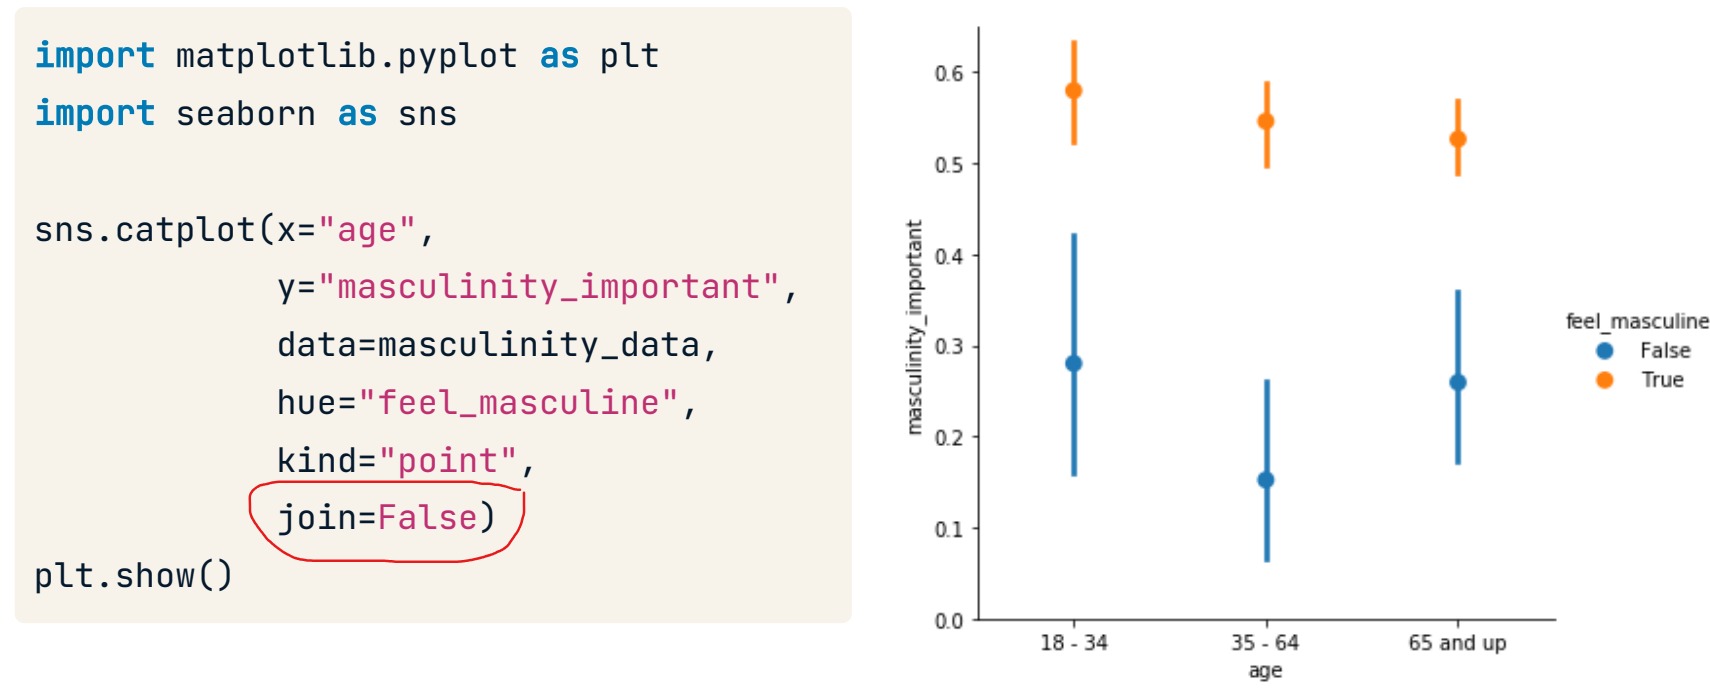 import matplotlib.pyplot as plt
import seaborn as sns
sns.catplot(x="age",
y="masculinity_important",
data=masculinity_data,
hue="feel_masculine",
kind="point",
join=False)
plt.show()
0.6
0.5
0.4
0.3
0.2
0.1
0.0
masculinity_important
18 - 34
35 - 64
65 and up
age
feel_masculine
False
True